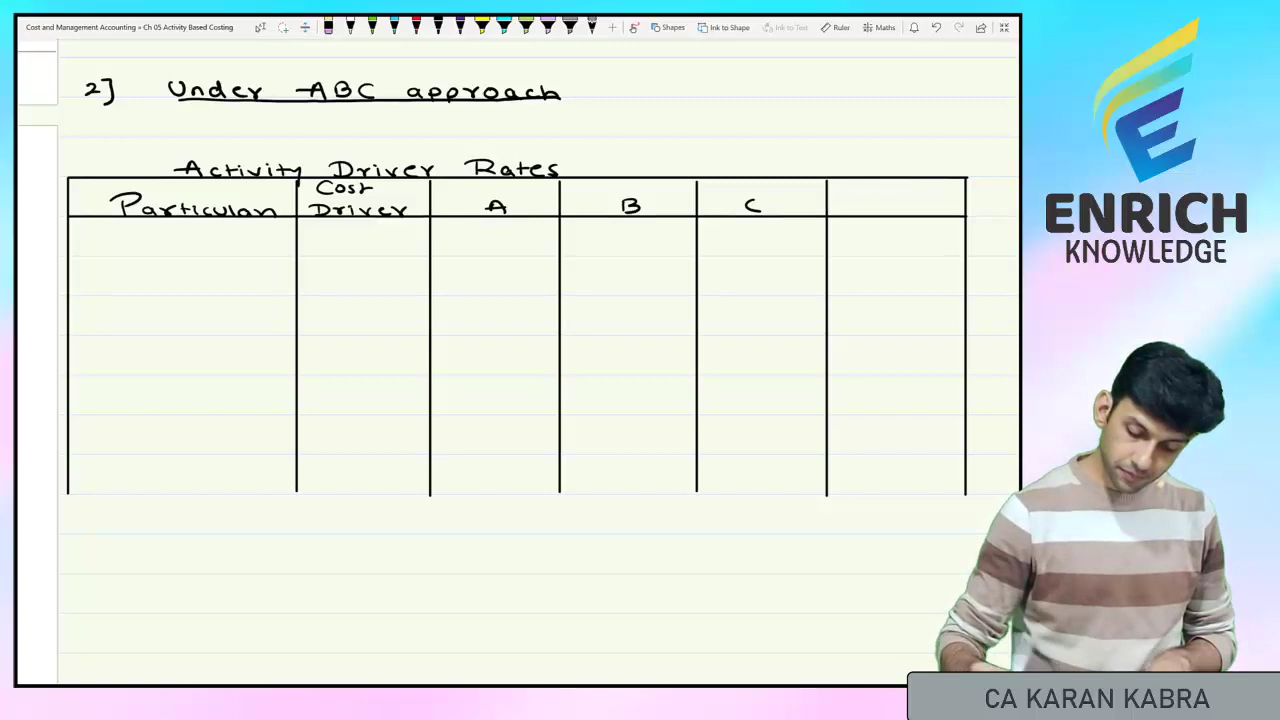 Cost and Management Accounting » Ch 05 Activity Based Costing
Shapes Ink to Shape Ink to Text Ruler Maths
2] Under ABC approach
Activity Driver Rates
Particulan Cost Driver A B C
ENRICH
KNOWLEDGE
CA KARAN KABRA